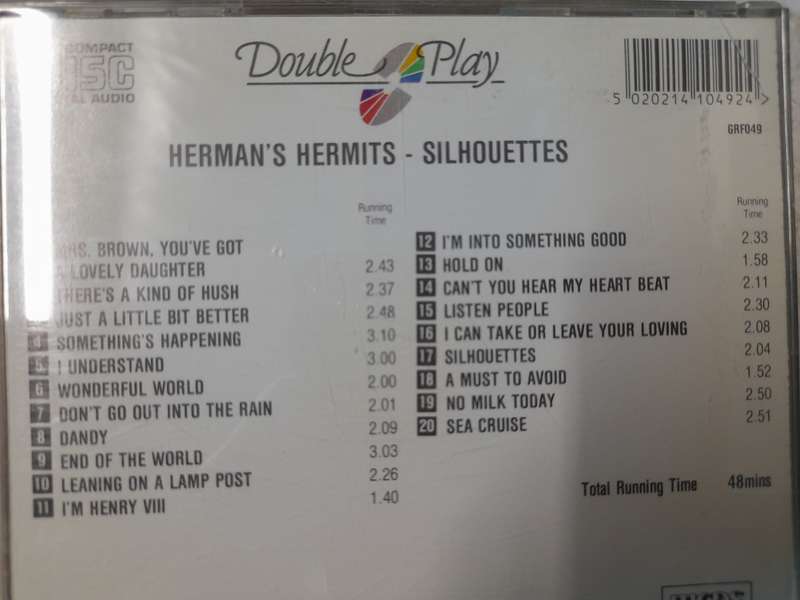 COMPACT
DISC
DIGITAL AUDIO
Double Play
5 020214 104924 >
GRF049
HERMAN'S HERMITS - SILHOUETTES
Running
Time
MRS. BROWN, YOU'VE GOT
A LOVELY DAUGHTER 2.43
THERE'S A KIND OF HUSH 2.37
JUST A LITTLE BIT BETTER 2.48
4 SOMETHING'S HAPPENING 3.10
5 I UNDERSTAND 3.00
6 WONDERFUL WORLD 2.00
7 DON'T GO OUT INTO THE RAIN 2.01
8 DANDY 2.09
9 END OF THE WORLD 3.03
10 LEANING ON A LAMP POST 2.26
11 I'M HENRY VIII 1.40
Running
Time
12 I'M INTO SOMETHING GOOD 2.33
13 HOLD ON 1.58
14 CAN'T YOU HEAR MY HEART BEAT 2.11
15 LISTEN PEOPLE 2.30
16 I CAN TAKE OR LEAVE YOUR LOVING 2.08
17 SILHOUETTES 2.04
18 A MUST TO AVOID 1.52
19 NO MILK TODAY 2.50
20 SEA CRUISE 2.51
Total Running Time 48mins